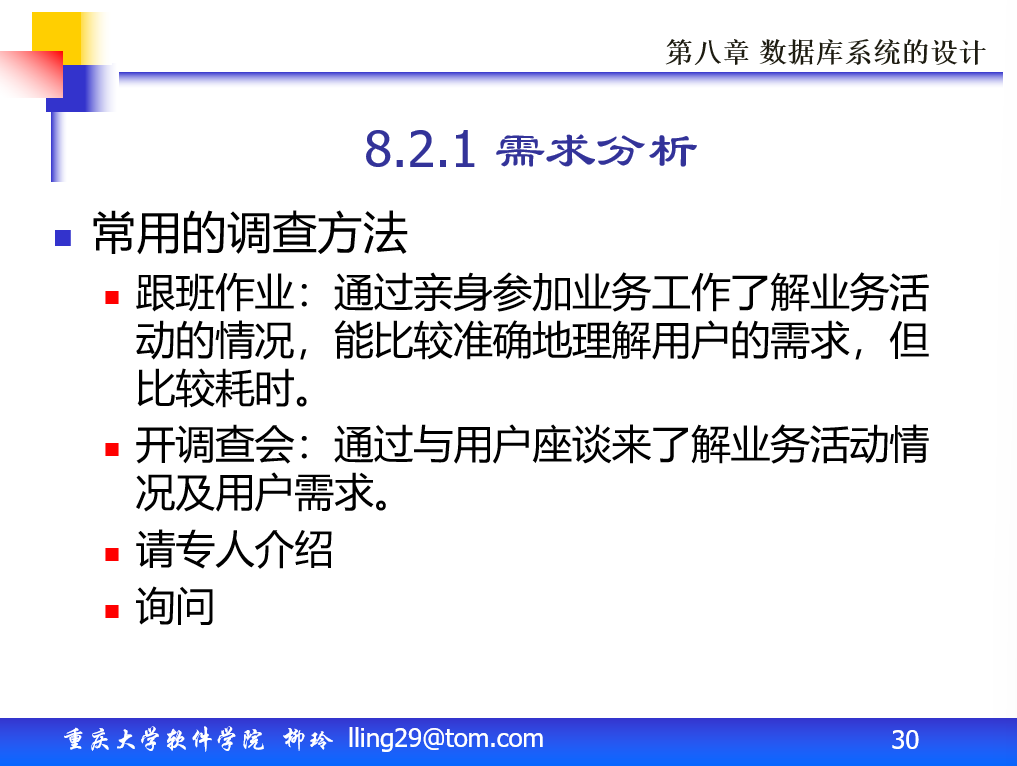 第八章 数据库系统的设计
8.2.1 需求分析
常用的调查方法
跟班作业：通过亲身参加业务工作了解业务活
动的情况，能比较准确地理解用户的需求，但
比较耗时。
开调查会：通过与用户座谈来了解业务活动情
况及用户需求。
请专人介绍
询问
重庆大学软件学院 柳玲 lling29@tom.com 30